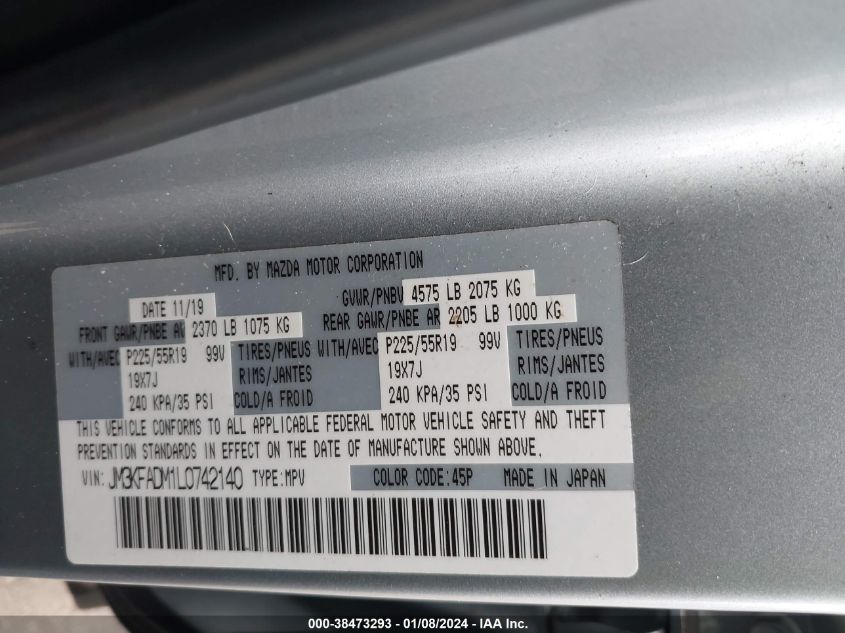 MFD. BY MAZDA MOTOR CORPORATION
DATE 11/19 GVWR/PNBV 4575 LB 2075 KG
FRONT GAWR/PNBE AV 2370 LB 1075 KG REAR GAWR/PNBE AR 2205 LB 1000 KG
WITH/AVEC P225/55R19 99V TIRES/PNEUS WITH/AVEC P225/55R19 99V TIRES/PNEUS
19X7J RIMS/JANTES 19X7J RIMS/JANTES
240 KPA/35 PSI COLD/A FROID 240 KPA/35 PSI COLD/A FROID
THIS VEHICLE CONFORMS TO ALL APPLICABLE FEDERAL MOTOR VEHICLE SAFETY AND THEFT
PREVENTION STANDARDS IN EFFECT ON THE DATE OF MANUFACTURE SHOWN ABOVE.
VIN: JM3KFADM1L0742140 TYPE: MPV COLOR CODE: 45P MADE IN JAPAN
000-38473293 - 01/08/2024 - IAA Inc.